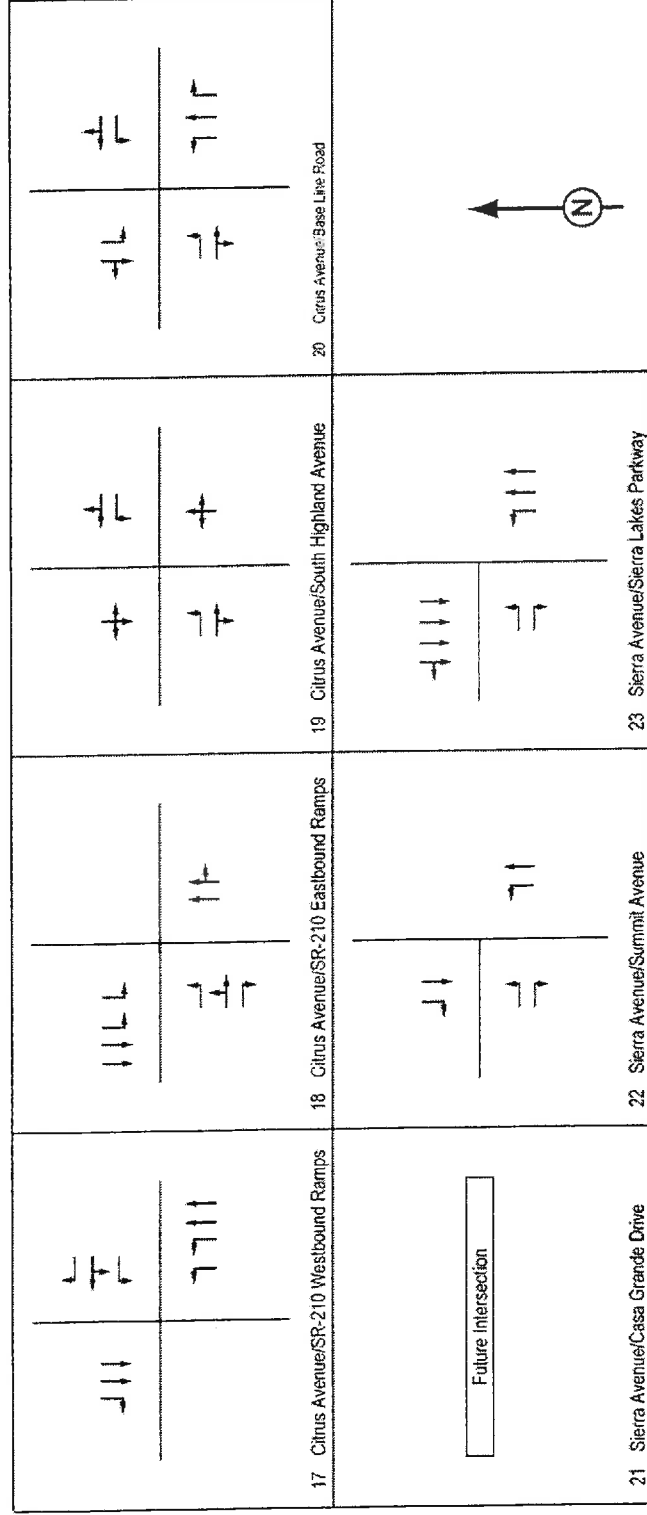 17 Citrus Avenue/SR-210 Westbound Ramps
18 Citrus Avenue/SR-210 Eastbound Ramps
19 Citrus Avenue/South Highland Avenue
20 Citrus Avenue/Base Line Road
Future Intersection
21 Sierra Avenue/Casa Grande Drive
22 Sierra Avenue/Summit Avenue
23 Sierra Avenue/Sierra Lakes Parkway
N